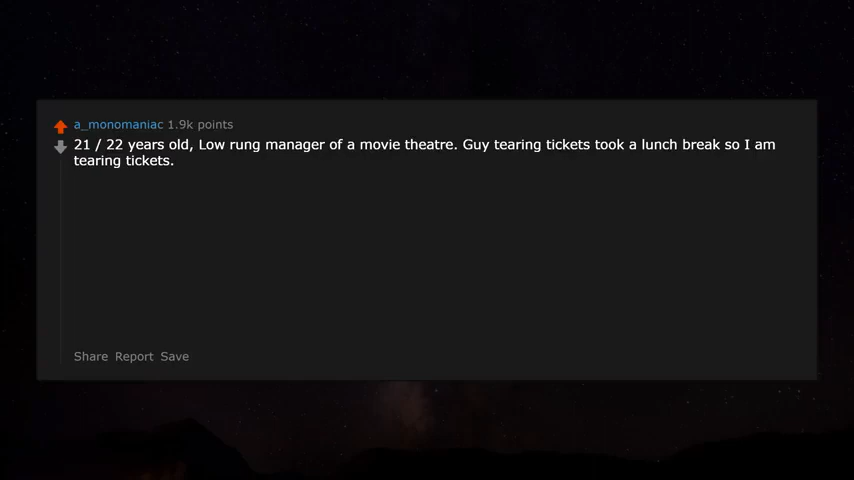 a_monomaniac 1.9k points
21 / 22 years old, Low rung manager of a movie theatre. Guy tearing tickets took a lunch break so I am
tearing tickets.
Share Report Save